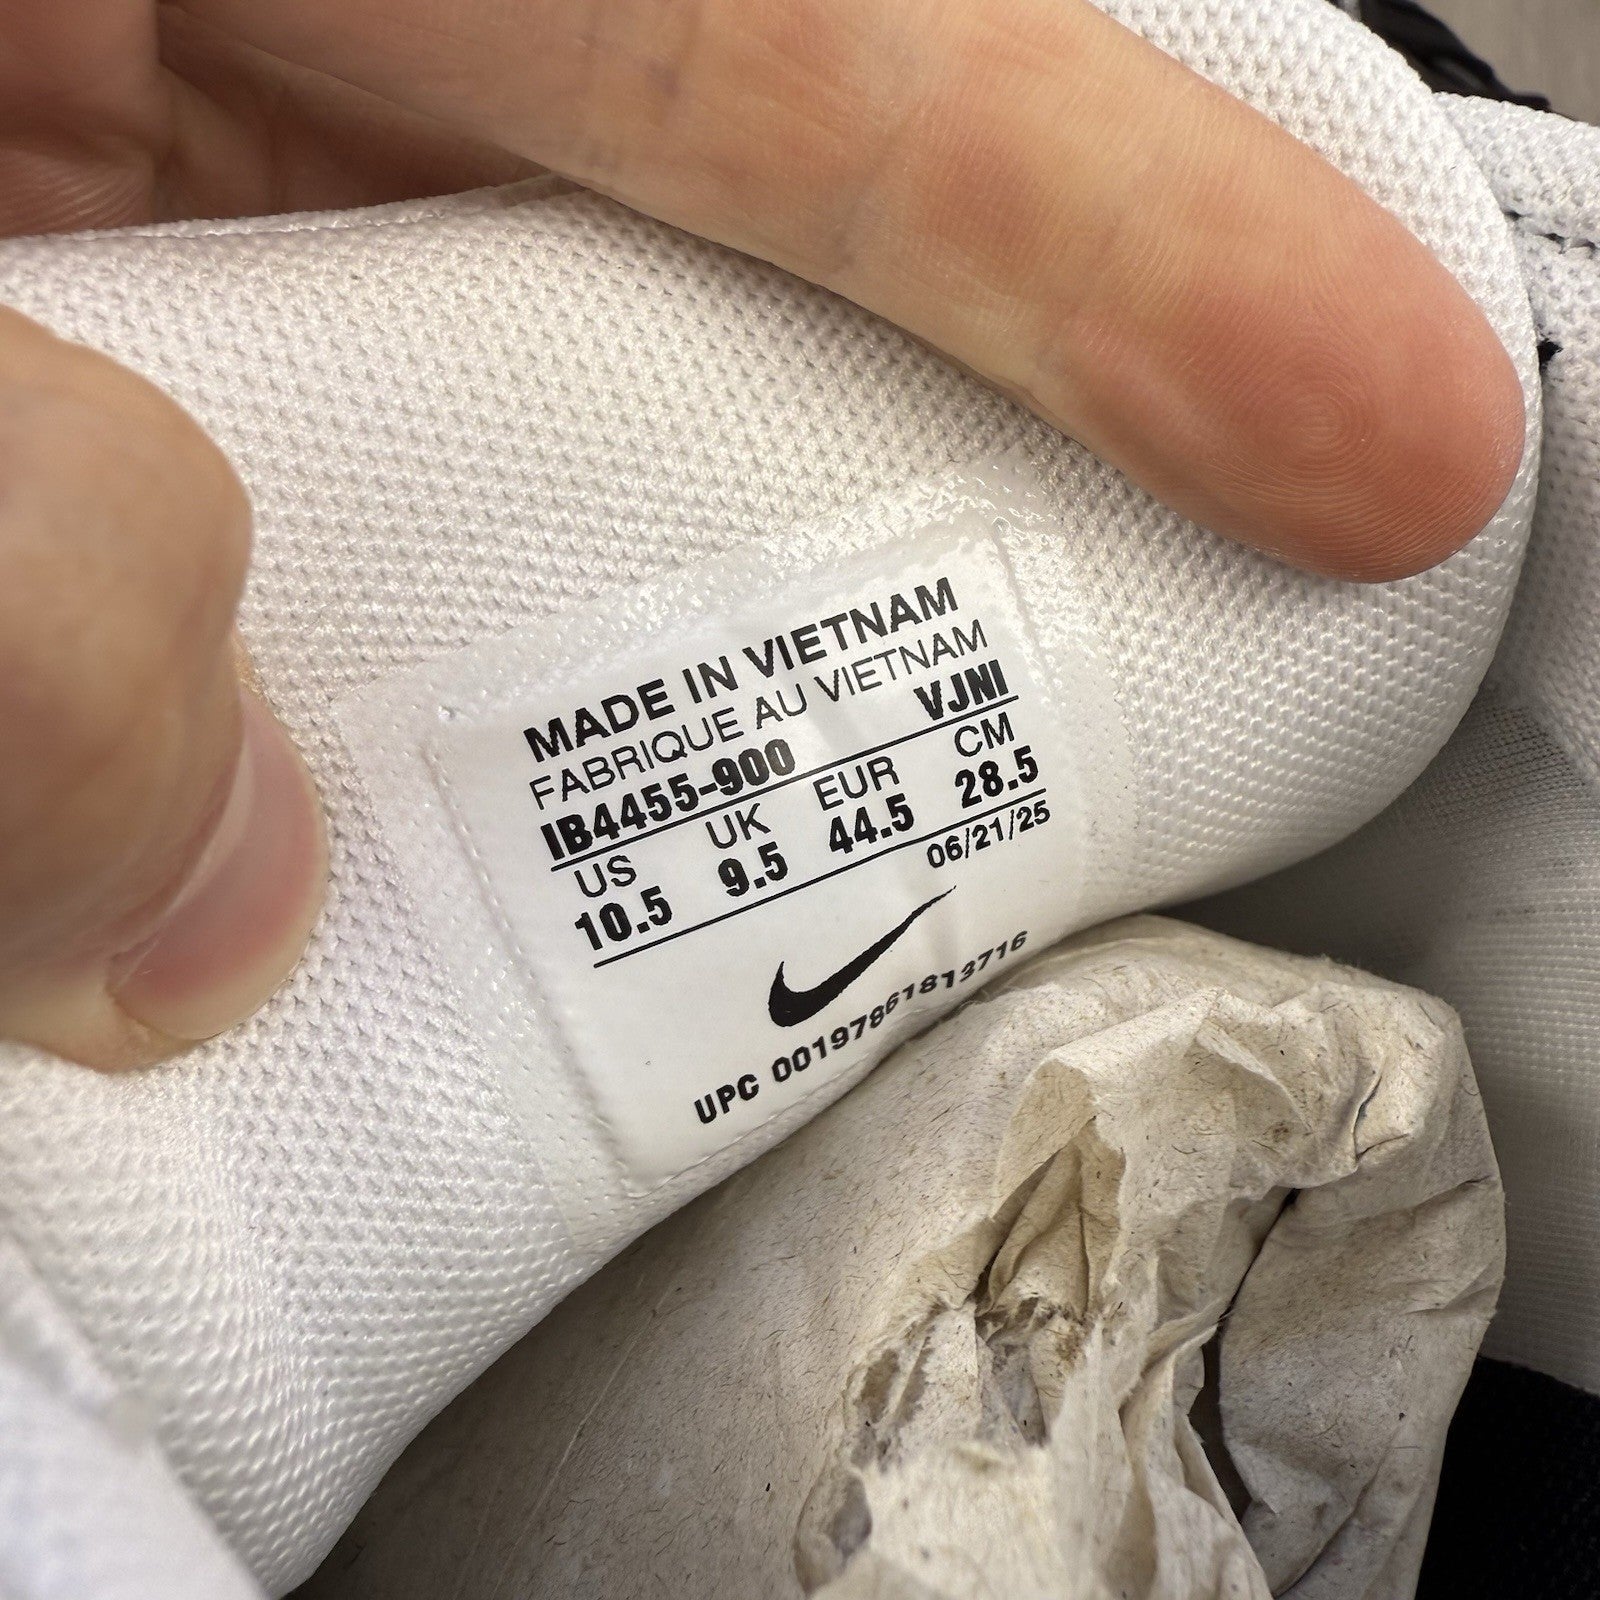 MADE IN VIETNAM
FABRIQUE AU VIETNAM
IB4455-900 VJNI
US UK EUR CM
10.5 9.5 44.5 28.5
06/21/25
UPC 00197861813716